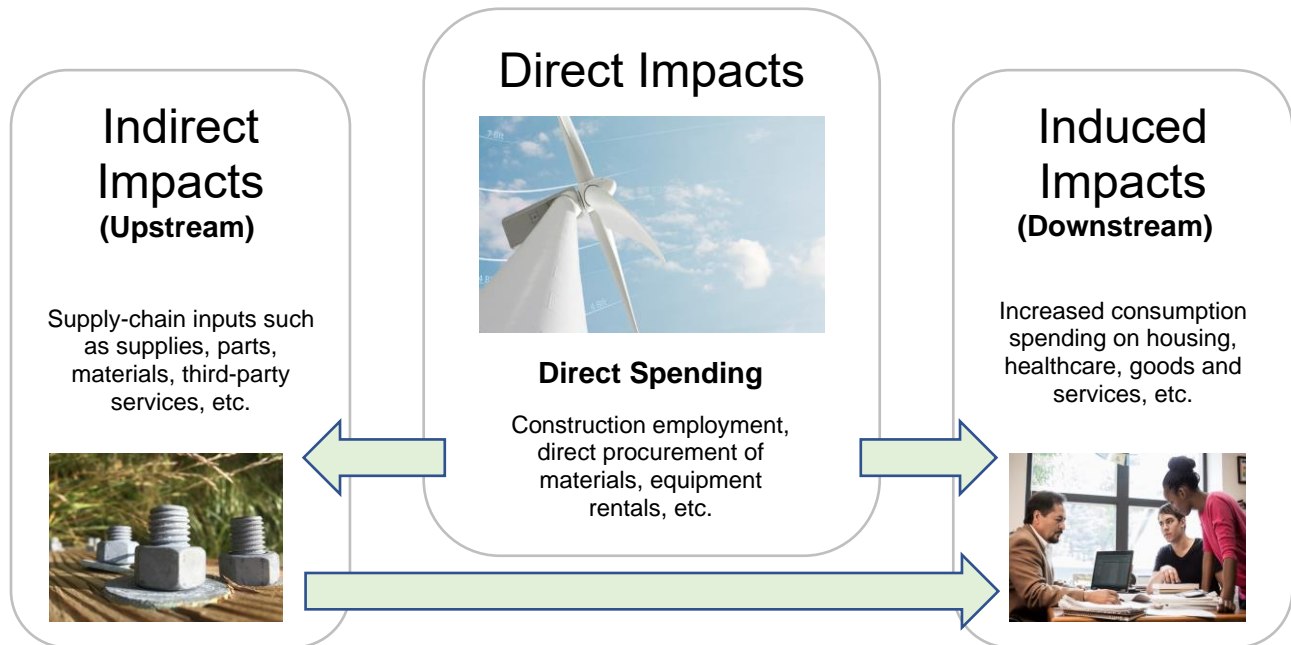 Indirect
Impacts
(Upstream)
Supply-chain inputs such
as supplies, parts,
materials, third-party
services, etc.
Direct Impacts
Direct Spending
Construction employment,
direct procurement of
materials, equipment
rentals, etc.
Induced
Impacts
(Downstream)
Increased consumption
spending on housing,
healthcare, goods and
services, etc.